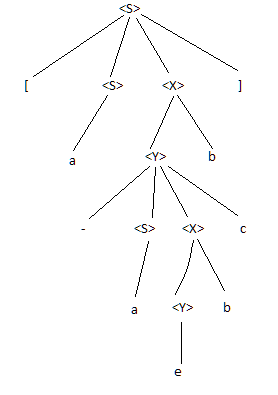 <S>
[ <S> <X> ]
a <Y> b
- <S> <X> c
a <Y> b
e